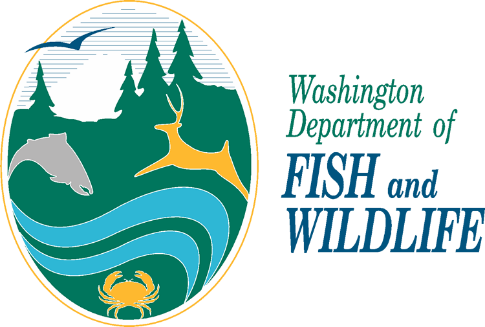 Washington
Department of
FISH and
WILDLIFE